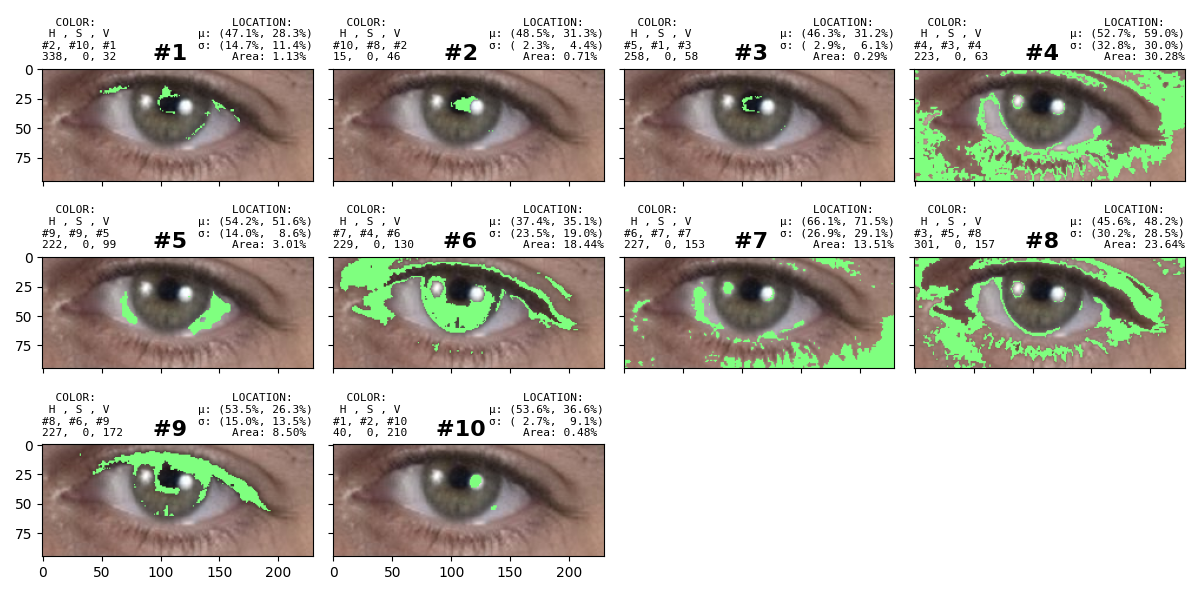 COLOR: LOCATION:
H , S , V μ: (47.1%, 28.3%)
#2, #10, #1 #1 σ: (14.7%, 11.4%)
338, 0, 32 Area: 1.13%
COLOR: LOCATION:
H , S , V μ: (48.5%, 31.3%)
#10, #8, #2 #2 σ: ( 2.3%, 4.4%)
15, 0, 46 Area: 0.71%
COLOR: LOCATION:
H , S , V μ: (46.3%, 31.2%)
#5, #1, #3 #3 σ: ( 2.9%, 6.1%)
258, 0, 58 Area: 0.29%
COLOR: LOCATION:
H , S , V μ: (52.7%, 59.0%)
#4, #3, #4 #4 σ: (32.8%, 30.0%)
223, 0, 63 Area: 30.28%
0
25
50
75
COLOR: LOCATION:
H , S , V μ: (54.2%, 51.6%)
#9, #9, #5 #5 σ: (14.0%, 8.6%)
222, 0, 99 Area: 3.01%
COLOR: LOCATION:
H , S , V μ: (37.4%, 35.1%)
#7, #4, #6 #6 σ: (23.5%, 19.0%)
229, 0, 130 Area: 18.44%
COLOR: LOCATION:
H , S , V μ: (66.1%, 71.5%)
#6, #7, #7 #7 σ: (26.9%, 29.1%)
227, 0, 153 Area: 13.51%
COLOR: LOCATION:
H , S , V μ: (45.6%, 48.2%)
#3, #5, #8 #8 σ: (30.2%, 28.5%)
301, 0, 157 Area: 23.64%
0
25
50
75
COLOR: LOCATION:
H , S , V μ: (53.5%, 26.3%)
#8, #6, #9 #9 σ: (15.0%, 13.5%)
227, 0, 172 Area: 8.50%
COLOR: LOCATION:
H , S , V μ: (53.6%, 36.6%)
#1, #2, #10 #10 σ: ( 2.7%, 9.1%)
40, 0, 210 Area: 0.48%
0
25
50
75
0 50 100 150 200
0 50 100 150 200